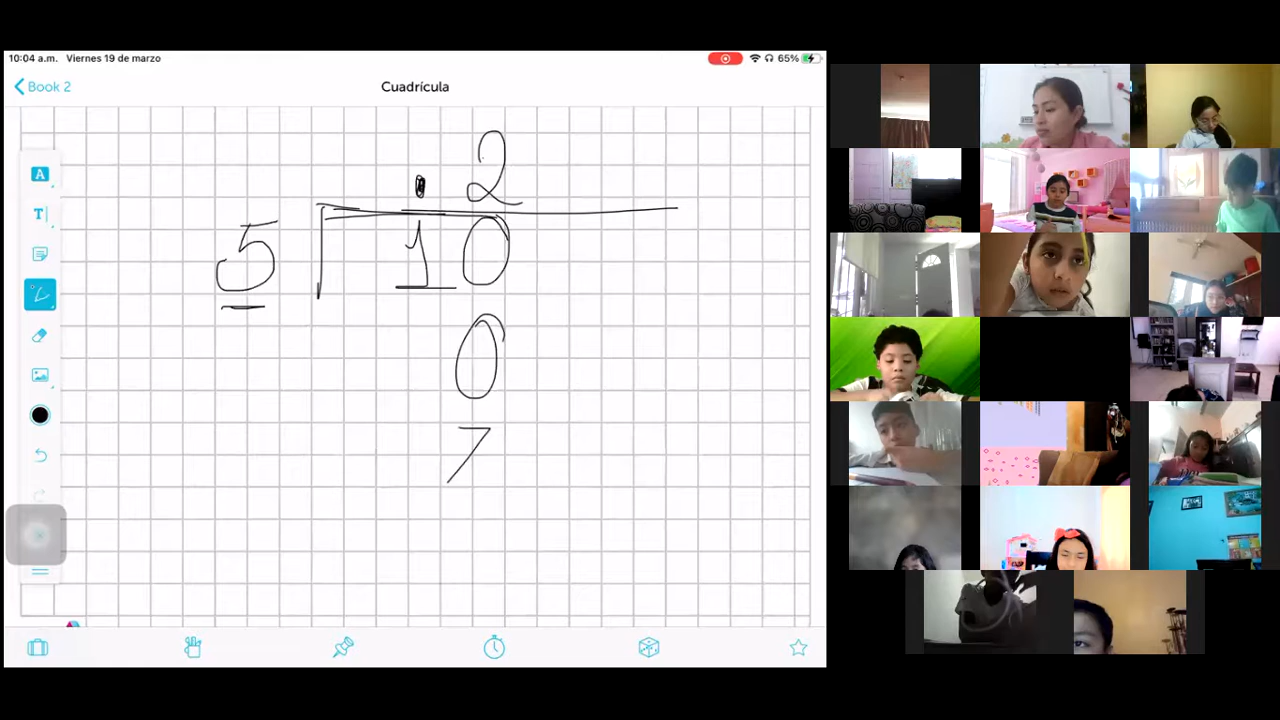 10:04 a.m. Viernes 19 de marzo
65%
Book 2
Cuadrícula
A
T
. 2
5 10
0
7